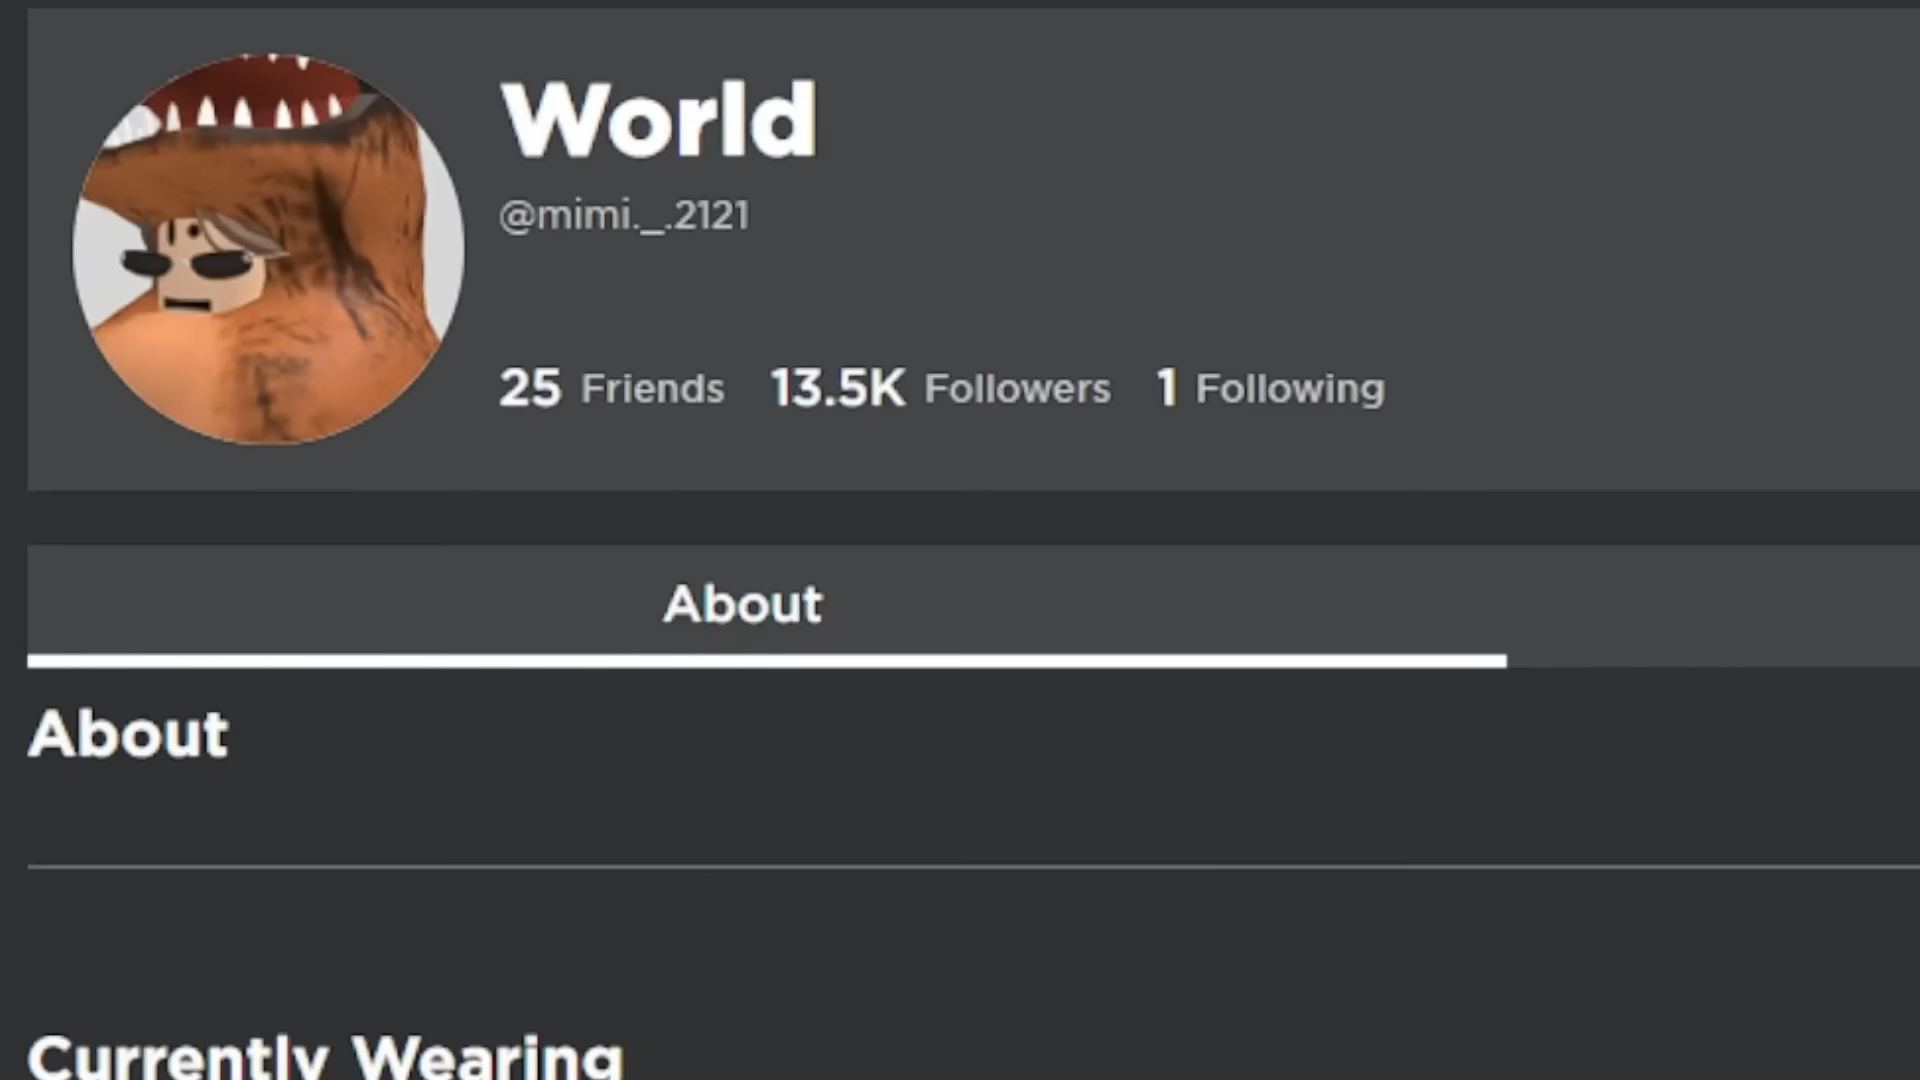 World
@mimi._.2121
25 Friends 13.5K Followers 1 Following
About
About
Currently Wearing